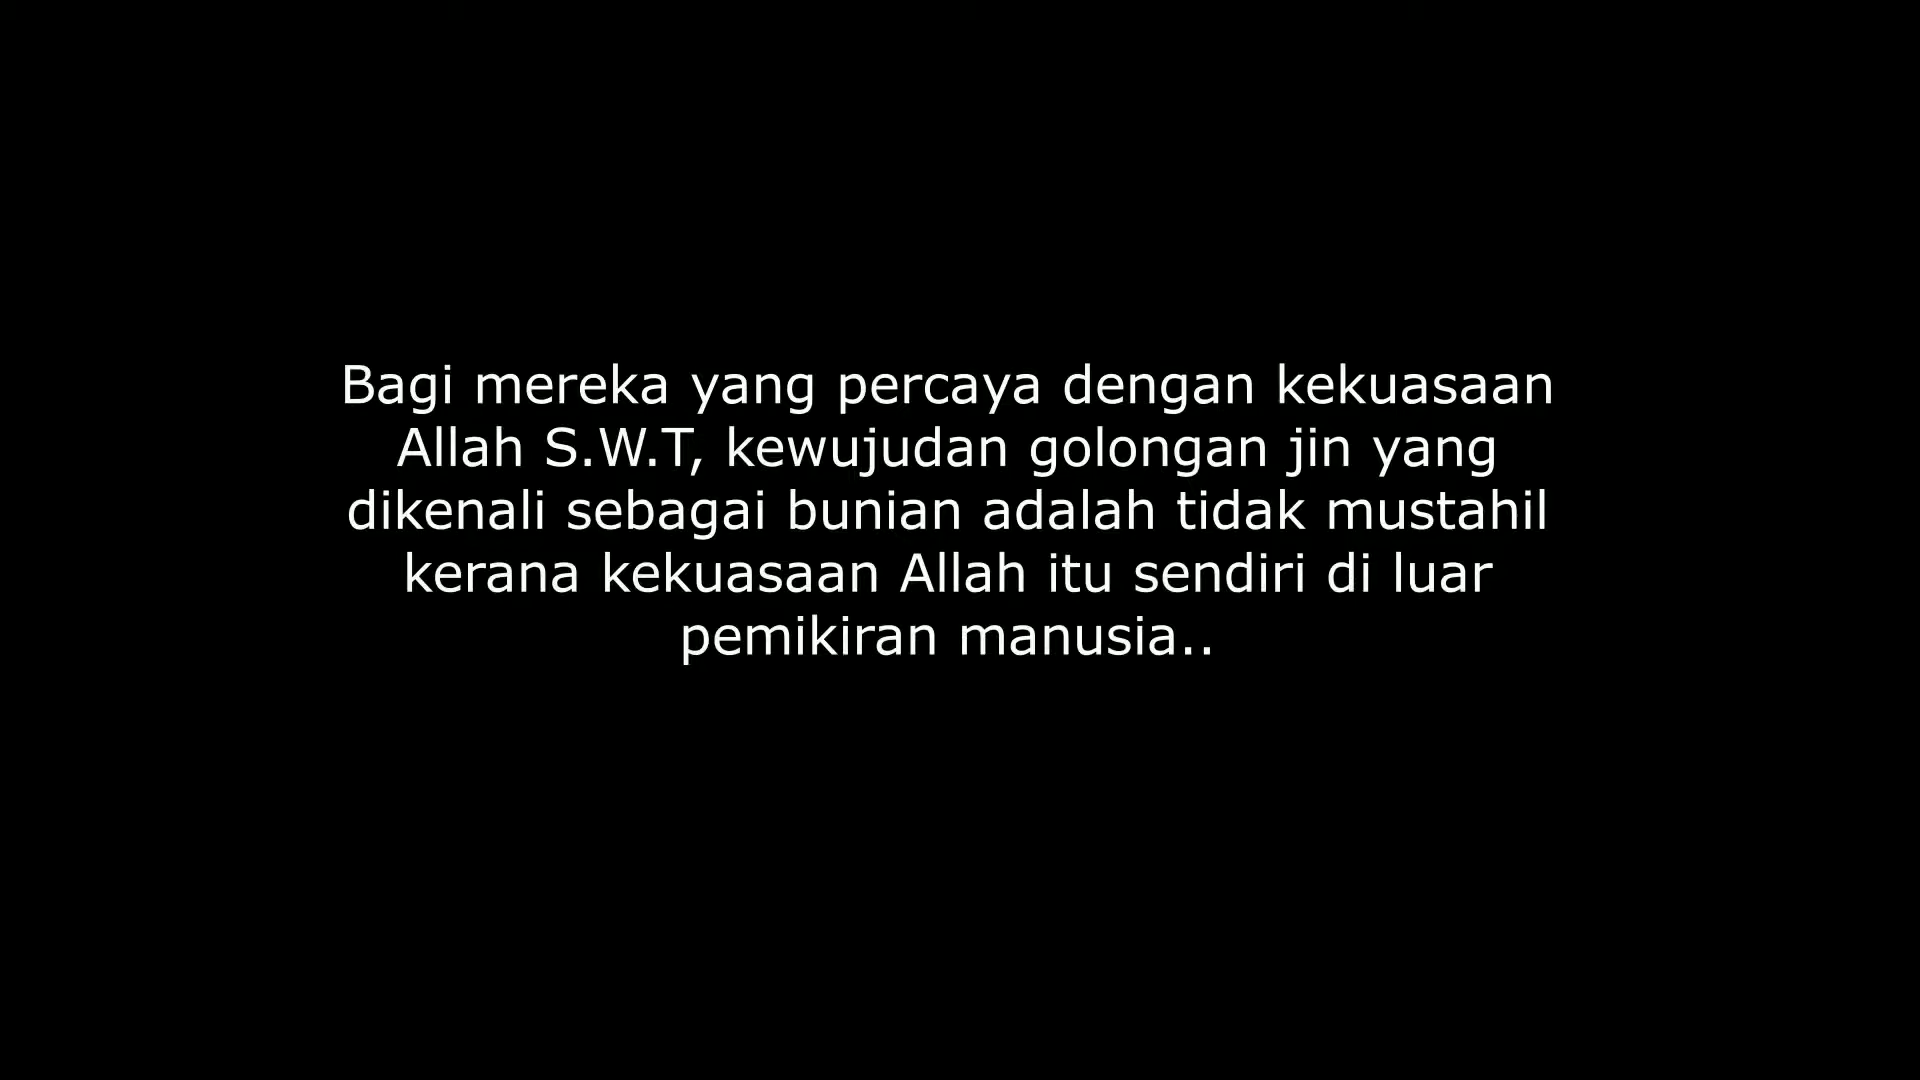 Bagi mereka yang percaya dengan kekuasaan
Allah S.W.T, kewujudan golongan jin yang
dikenali sebagai bunian adalah tidak mustahil
kerana kekuasaan Allah itu sendiri di luar
pemikiran manusia..